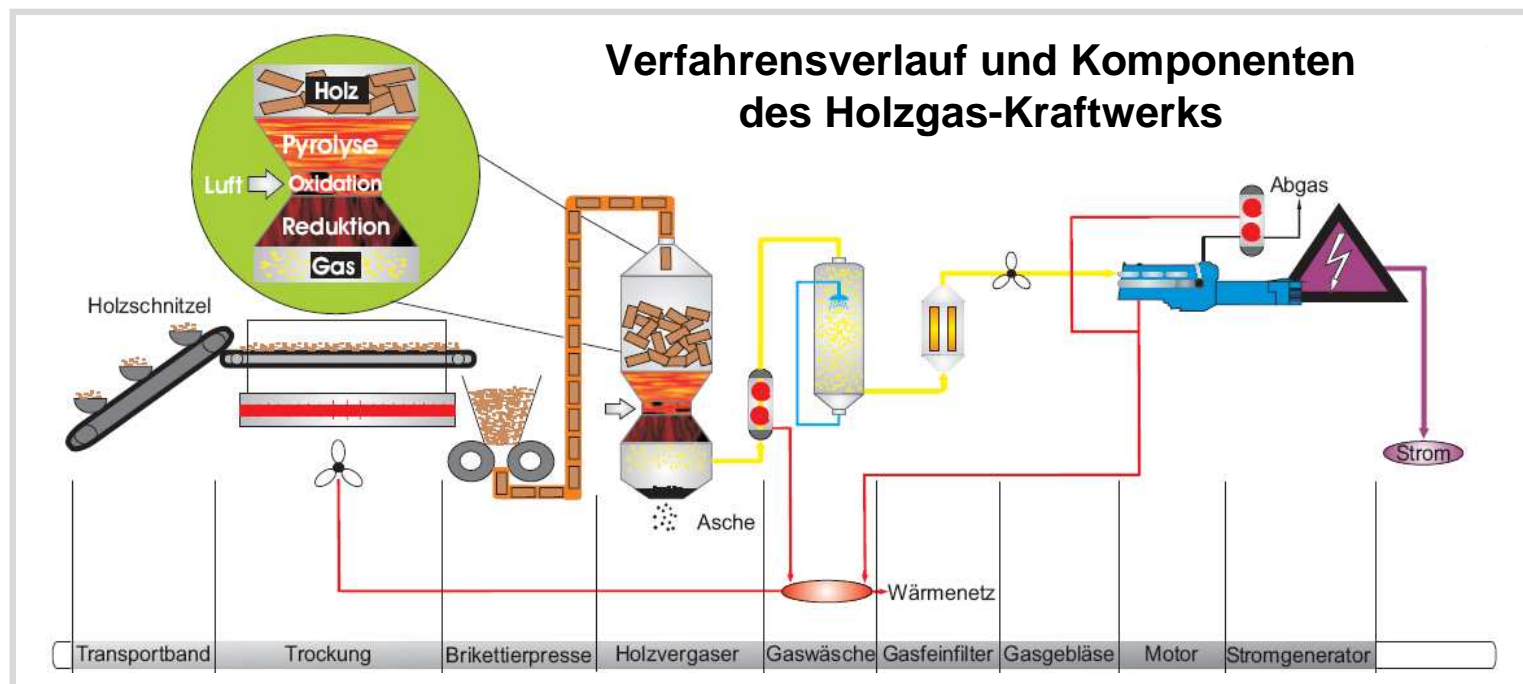 Verfahrensverlauf und Komponenten
des Holzgas-Kraftwerks
Holz
Pyrolyse
Luft
Oxidation
Reduktion
Gas
Holzschnitzel
Abgas
Strom
Asche
Wärmenetz
Transportband
Trockung
Brikettierpresse
Holzvergaser
Gaswäsche
Gasfeinfilter
Gasgebläse
Motor
Stromgenerator